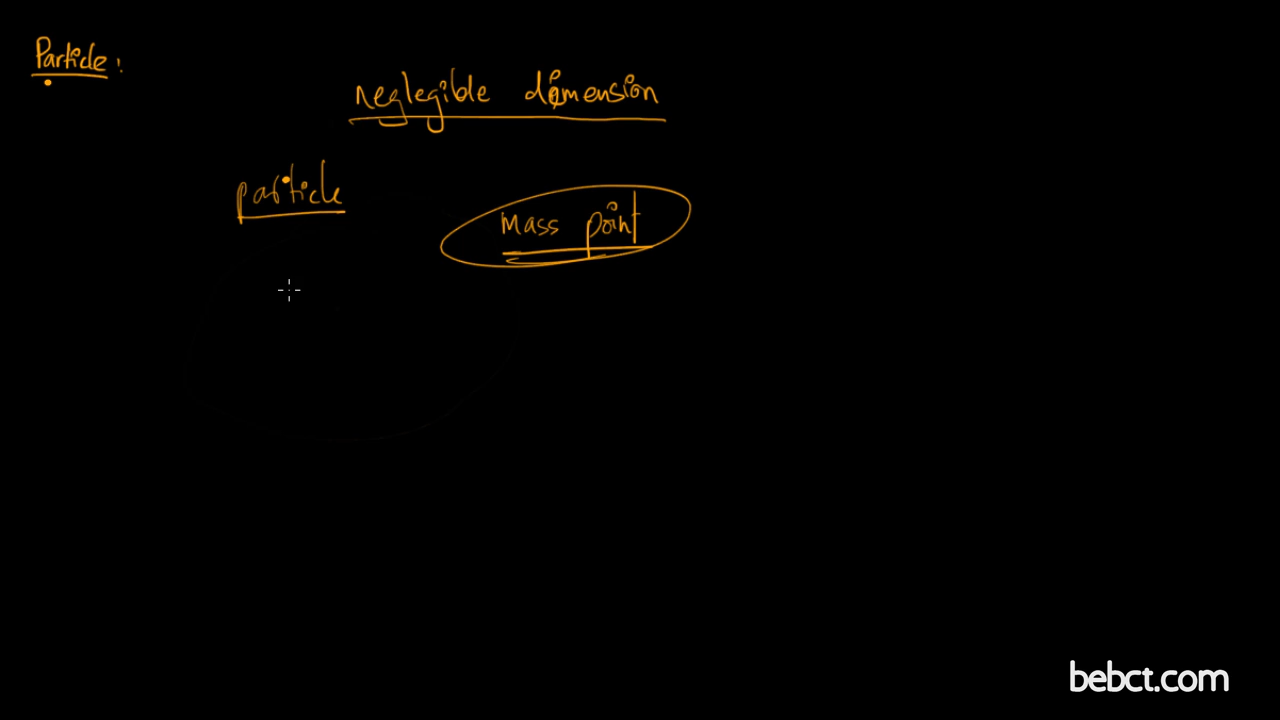 Particle:
neglegible dimension
particle
mass point
bebct.com